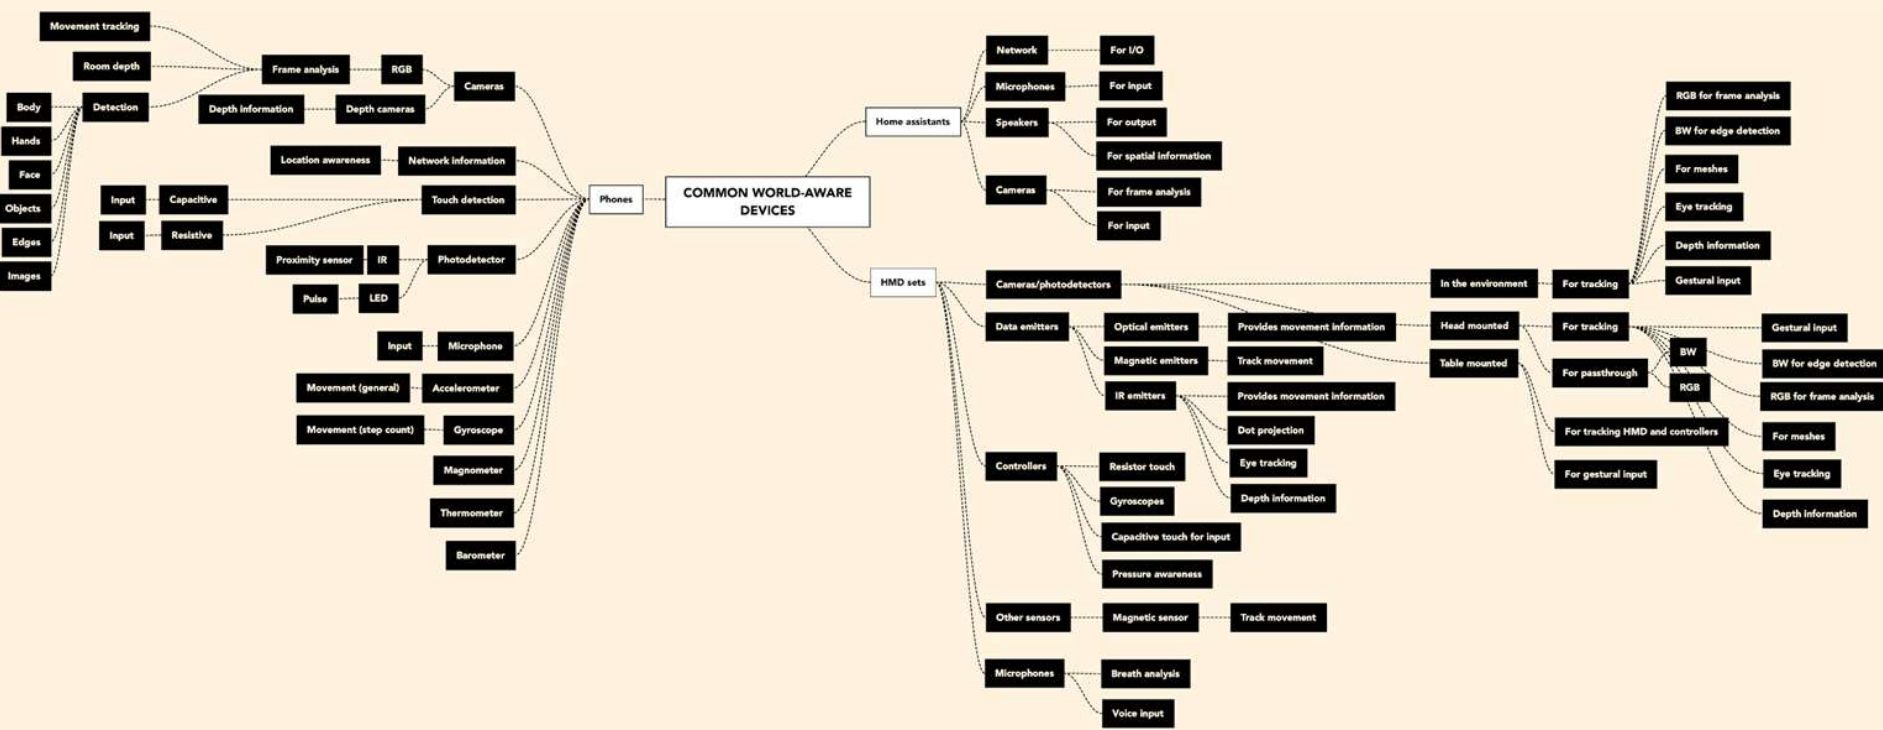 Movement tracking
Room depth
Frame analysis
RGB
Cameras
Depth information
Depth cameras
Detection
Body
Hands
Face
Objects
Edges
Images
Location awareness
Network information
Input
Capacitive
Touch detection
Input
Resistive
Proximity sensor
IR
Photodetector
Pulse
LED
Input
Microphone
Movement (general)
Accelerometer
Movement (step count)
Gyroscope
Magnometer
Thermometer
Barometer
Phones
COMMON WORLD-AWARE
DEVICES
Home assistants
Network
For I/O
Microphones
For input
Speakers
For output
For spatial information
Cameras
For frame analysis
For input
HMD sets
Cameras/photodetectors
In the environment
For tracking
RGB for frame analysis
BW for edge detection
For meshes
Eye tracking
Depth information
Gestural input
Head mounted
For tracking
Gestural input
BW for edge detection
RGB for frame analysis
For meshes
Eye tracking
Depth information
For passthrough
BW
RGB
Table mounted
For tracking HMD and controllers
For gestural input
Data emitters
Optical emitters
Provides movement information
Magnetic emitters
Track movement
IR emitters
Provides movement information
Dot projection
Eye tracking
Depth information
Controllers
Resistor touch
Gyroscopes
Capacitive touch for input
Pressure awareness
Other sensors
Magnetic sensor
Track movement
Microphones
Breath analysis
Voice input